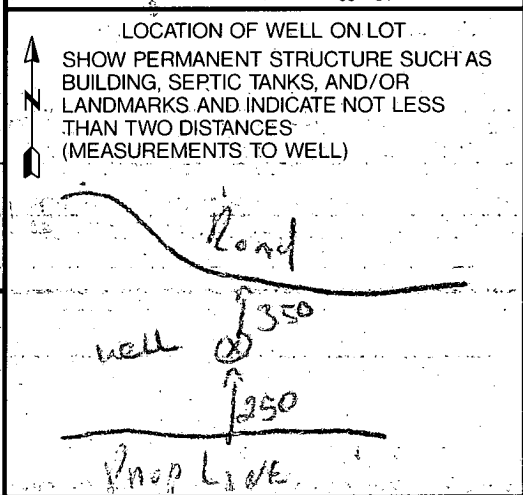 LOCATION OF WELL ON LOT
SHOW PERMANENT STRUCTURE SUCH AS
BUILDING, SEPTIC TANKS, AND/OR
N LANDMARKS AND INDICATE NOT LESS
THAN TWO DISTANCES
(MEASUREMENTS TO WELL)
Road
350
well
250
Prop LINE